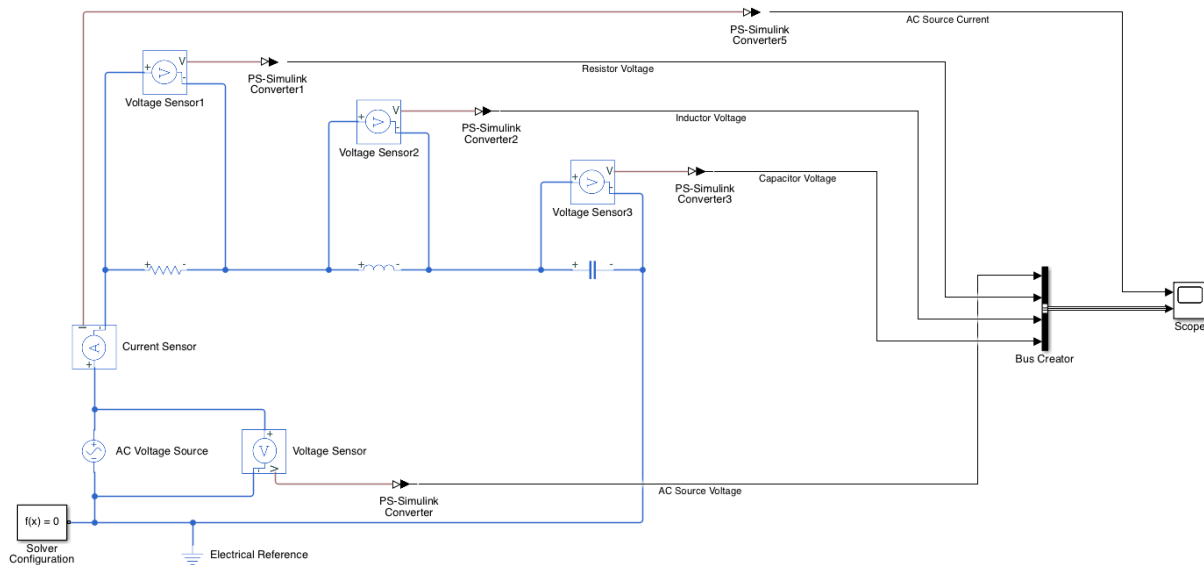 AC Source Current
PS-Simulink
Converter5
V
Voltage Sensor1
PS-Simulink
Converter1
Resistor Voltage
V
Voltage Sensor2
PS-Simulink
Converter2
Inductor Voltage
V
Voltage Sensor3
PS-Simulink
Converter3
Capacitor Voltage
I
A
Current Sensor
Scope
Bus Creator
AC Voltage Source
V
V
Voltage Sensor
PS-Simulink
Converter
AC Source Voltage
f(x) = 0
Solver
Configuration
Electrical Reference